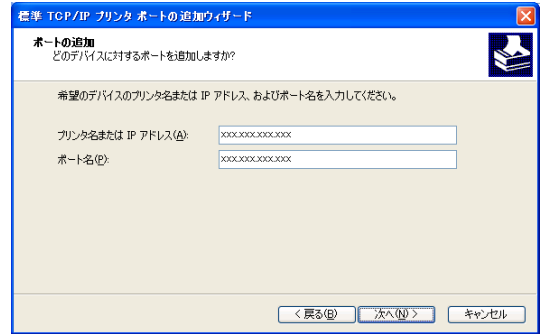 標準 TCP/IP プリンタ ポートの追加ウィザード
ポートの追加
どのデバイスに対するポートを追加しますか?
希望のデバイスのプリンタ名または IP アドレス、およびポート名を入力してください。
プリンタ名または IP アドレス(A): xxx.xxx.xxx.xxx
ポート名(P): xxx.xxx.xxx.xxx
< 戻る(B) 次へ(N) > キャンセル